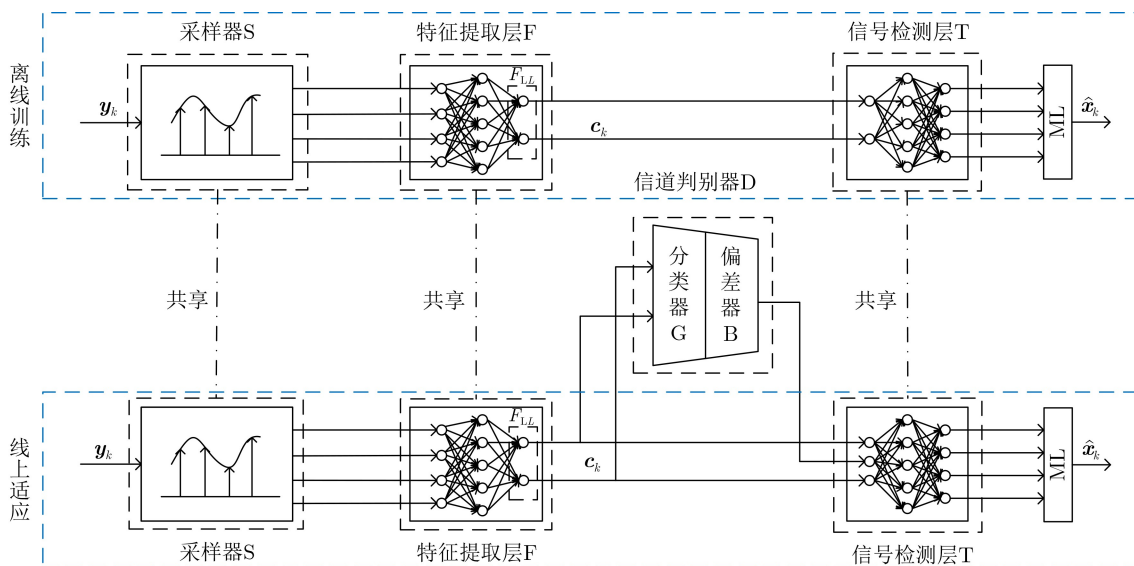 采样器S
特征提取层F
信号检测层T
离线训练
F_LL
y_k
c_k
ML
x̂_k
信道判别器D
共享
共享
分类器G
偏差器B
共享
线上适应
F_LL
y_k
c_k
ML
x̂_k
采样器S
特征提取层F
信号检测层T